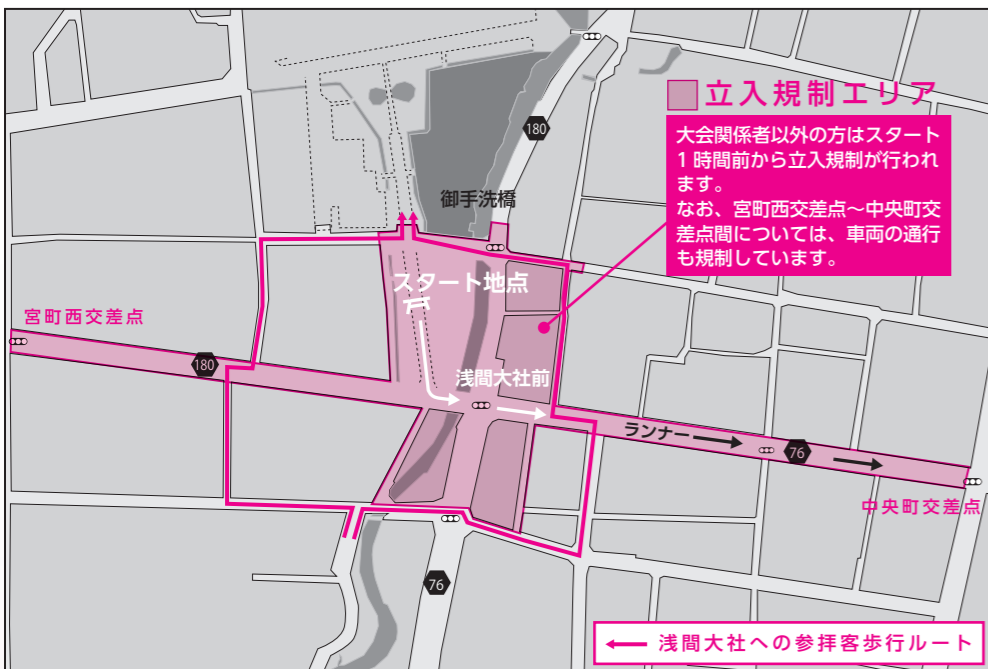 180
立入規制エリア
大会関係者以外の方はスタート
1時間前から立入規制が行われ
ます。
なお、宮町西交差点〜中央町交
差点間については、車両の通行
も規制しています。
御手洗橋
スタート地点
宮町西交差点
180
浅間大社前
ランナー
76
中央町交差点
76
浅間大社への参拝客歩行ルート